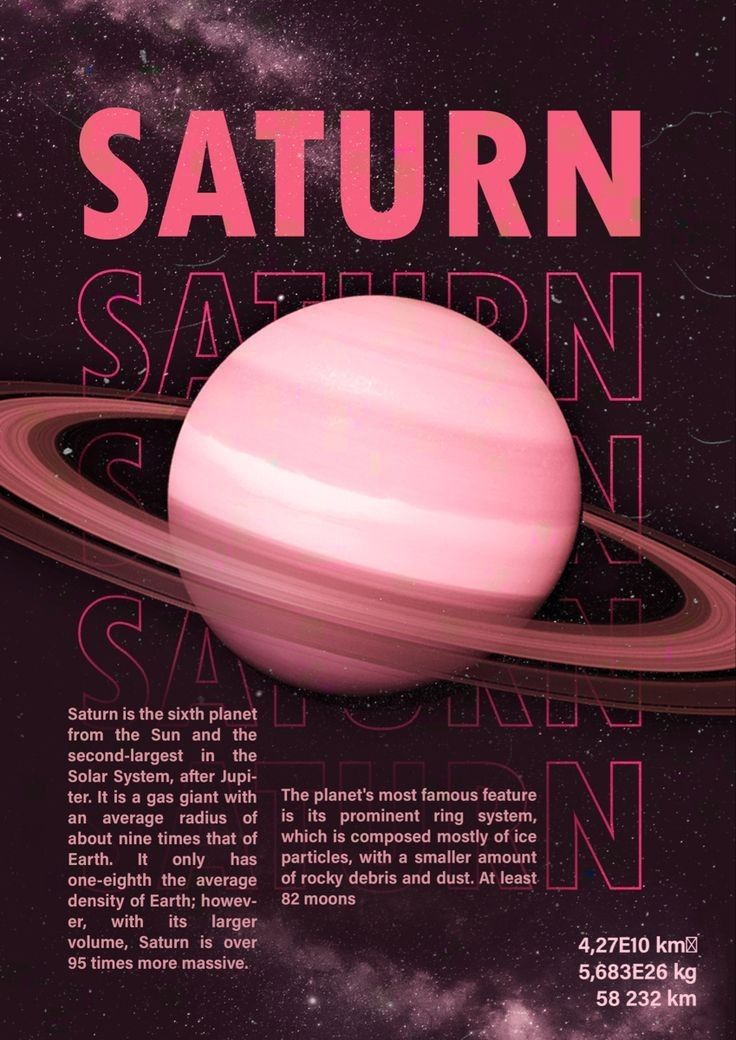 SATURN
SATURN
SATURN
SATURN
SATURN
Saturn is the sixth planet
from the Sun and the
second-largest in the
Solar System, after Jupi-
ter. It is a gas giant with
an average radius of
about nine times that of
Earth. It only has
one-eighth the average
density of Earth; howev-
er, with its larger
volume, Saturn is over
95 times more massive.
The planet's most famous feature
is its prominent ring system,
which is composed mostly of ice
particles, with a smaller amount
of rocky debris and dust. At least
82 moons
4,27E10 km
5,683E26 kg
58 232 km